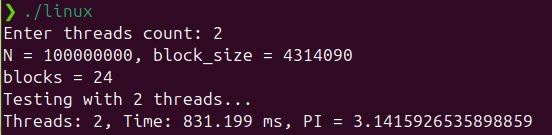 ❯ ./linux
Enter threads count: 2
N = 100000000, block_size = 4314090
blocks = 24
Testing with 2 threads...
Threads: 2, Time: 831.199 ms, PI = 3.1415926535898859